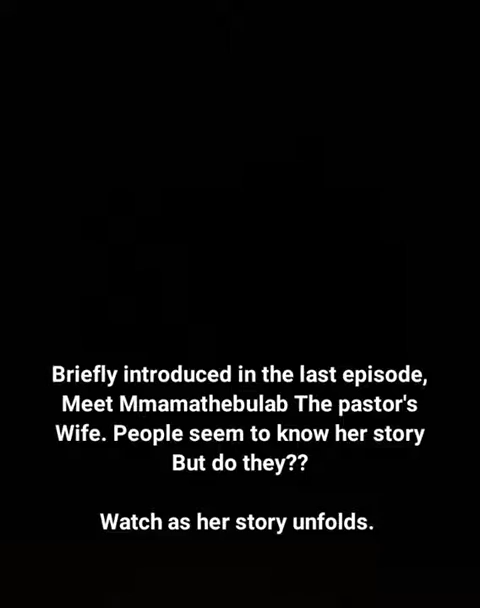 Briefly introduced in the last episode,
Meet Mmamathebulab The pastor's
Wife. People seem to know her story
But do they??
Watch as her story unfolds.